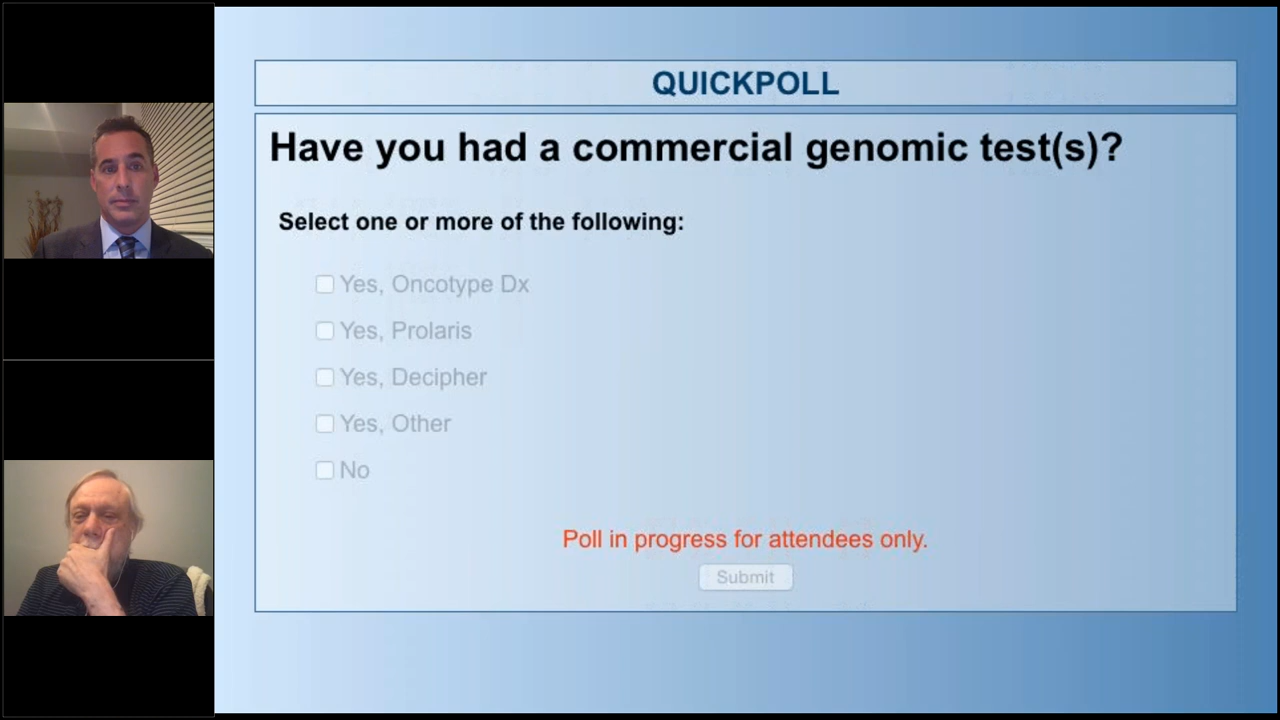 QUICKPOLL
Have you had a commercial genomic test(s)?
Select one or more of the following:
Yes, Oncotype Dx
Yes, Prolaris
Yes, Decipher
Yes, Other
No
Poll in progress for attendees only.
Submit